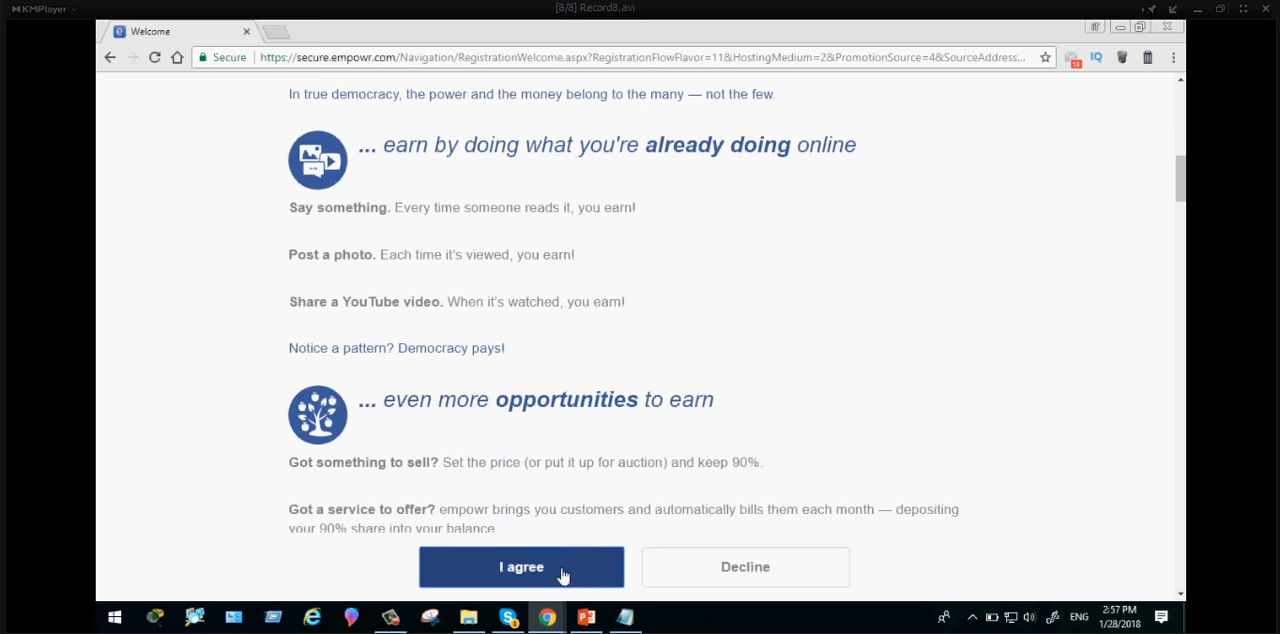 KMPlayer
[8/8] Record8.avi
Welcome
Secure
https://secure.empowr.com/Navigation/RegistrationWelcome.aspx?RegistrationFlowFlavor=11&HostingMedium=2&PromotionSource=4&SourceAddress...
13
IQ
In true democracy, the power and the money belong to the many — not the few.
... earn by doing what you're already doing online
Say something. Every time someone reads it, you earn!
Post a photo. Each time it's viewed, you earn!
Share a YouTube video. When it's watched, you earn!
Notice a pattern? Democracy pays!
... even more opportunities to earn
Got something to sell? Set the price (or put it up for auction) and keep 90%.
Got a service to offer? empowr brings you customers and automatically bills them each month — depositing
your 90% share into your balance
I agree
Decline
ENG
2:57 PM
1/28/2018